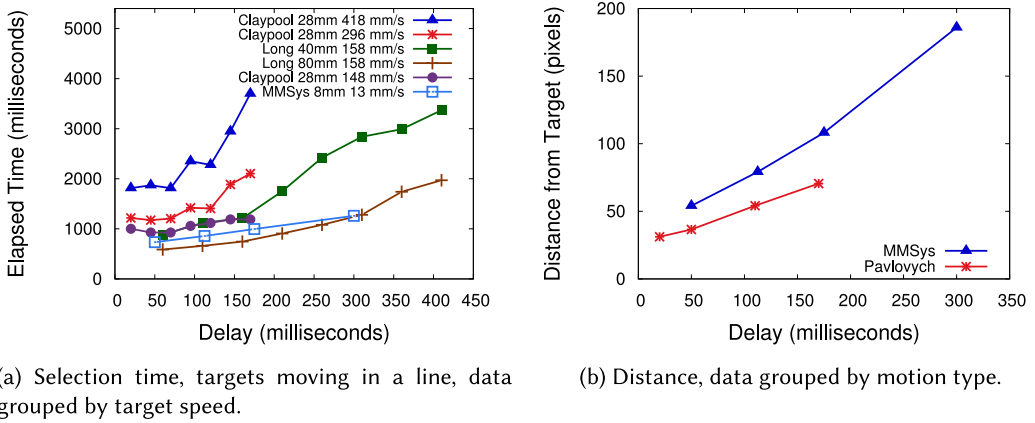 Elapsed Time (milliseconds)
5000
4000
3000
2000
1000
0
0 50 100 150 200 250 300 350 400 450
Delay (milliseconds)
Claypool 28mm 418 mm/s
Claypool 28mm 296 mm/s
Long 40mm 158 mm/s
Long 80mm 158 mm/s
Claypool 28mm 148 mm/s
MMSys 8mm 13 mm/s
(a) Selection time, targets moving in a line, data
grouped by target speed.
Distance from Target (pixels)
200
150
100
50
0
0 50 100 150 200 250 300 350
Delay (milliseconds)
MMSys
Pavlovych
(b) Distance, data grouped by motion type.